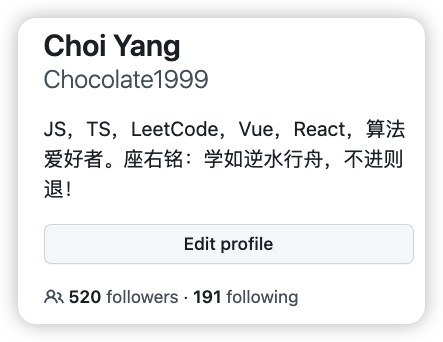 Choi Yang
Chocolate1999
JS，TS，LeetCode，Vue，React，算法
爱好者。座右铭：学如逆水行舟，不进则
退！
Edit profile
520 followers · 191 following